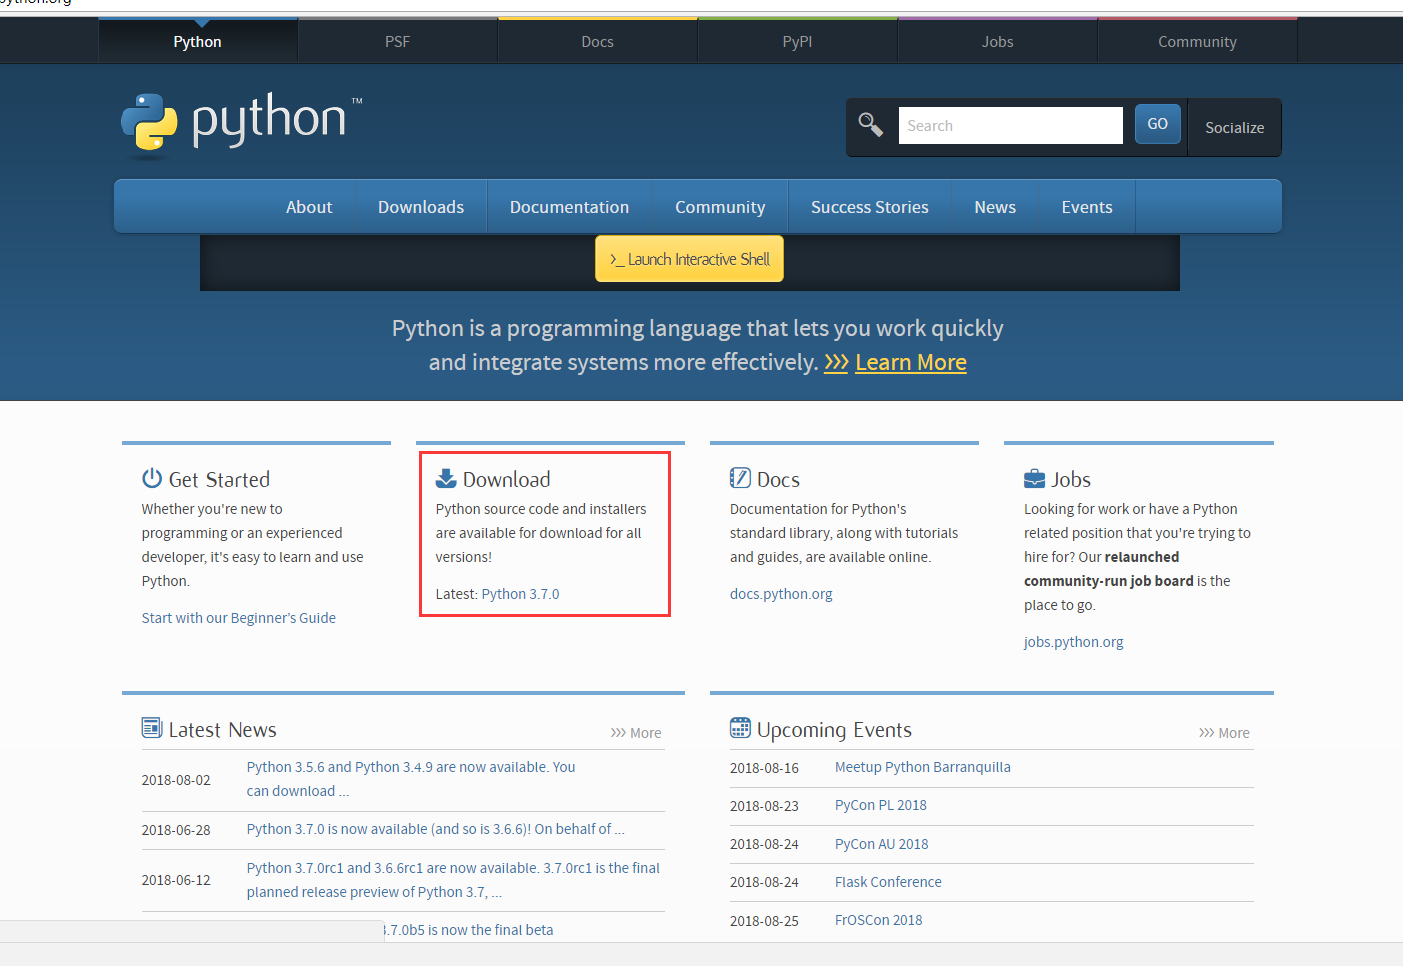 python.org
Python
PSF
Docs
PyPI
Jobs
Community
python™
Search
GO
Socialize
About
Downloads
Documentation
Community
Success Stories
News
Events
>_ Launch Interactive Shell
Python is a programming language that lets you work quickly
and integrate systems more effectively. >>> Learn More
Get Started
Whether you're new to
programming or an experienced
developer, it's easy to learn and use
Python.
Start with our Beginner's Guide
Download
Python source code and installers
are available for download for all
versions!
Latest: Python 3.7.0
Docs
Documentation for Python's
standard library, along with tutorials
and guides, are available online.
docs.python.org
Jobs
Looking for work or have a Python
related position that you're trying to
hire for? Our relaunched
community-run job board is the
place to go.
jobs.python.org
Latest News
>>> More
2018-08-02
Python 3.5.6 and Python 3.4.9 are now available. You
can download ...
2018-06-28
Python 3.7.0 is now available (and so is 3.6.6)! On behalf of ...
2018-06-12
Python 3.7.0rc1 and 3.6.6rc1 are now available. 3.7.0rc1 is the final
planned release preview of Python 3.7, ...
3.7.0b5 is now the final beta
Upcoming Events
>>> More
2018-08-16
Meetup Python Barranquilla
2018-08-23
PyCon PL 2018
2018-08-24
PyCon AU 2018
2018-08-24
Flask Conference
2018-08-25
FrOSCon 2018